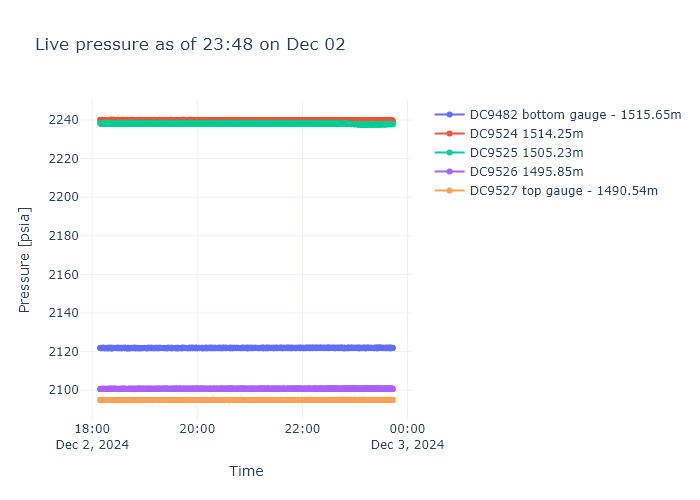 Live pressure as of 23:48 on Dec 02
DC9482 bottom gauge - 1515.65m
DC9524 1514.25m
DC9525 1505.23m
DC9526 1495.85m
DC9527 top gauge - 1490.54m
Pressure [psia]
2240
2220
2200
2180
2160
2140
2120
2100
18:00
Dec 2, 2024
20:00
22:00
00:00
Dec 3, 2024
Time